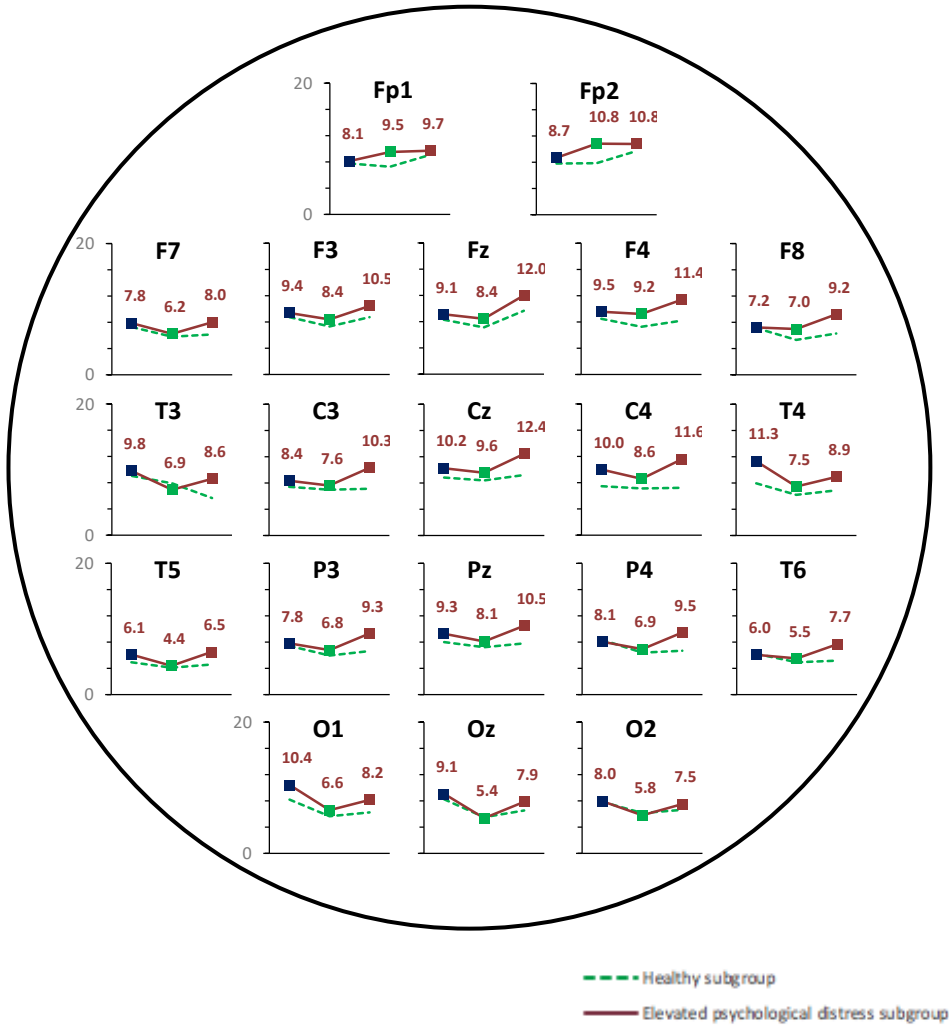 20 Fp1 Fp2
8.1 9.5 9.7 8.7 10.8 10.8
0
20 F7 F3 Fz F4 F8
7.8 6.2 8.0 9.4 8.4 10.5 9.1 8.4 12.0 9.5 9.2 11.4 7.2 7.0 9.2
0
20 T3 C3 Cz C4 T4
9.8 6.9 8.6 8.4 7.6 10.3 10.2 9.6 12.4 10.0 8.6 11.6 11.3 7.5 8.9
0
20 T5 P3 Pz P4 T6
6.1 4.4 6.5 7.8 6.8 9.3 9.3 8.1 10.5 8.1 6.9 9.5 6.0 5.5 7.7
0
20 O1 Oz O2
10.4 6.6 8.2 9.1 5.4 7.9 8.0 5.8 7.5
0
Healthy subgroup
Elevated psychological distress subgroup